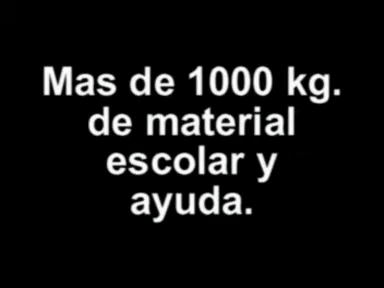 Mas de 1000 kg.
de material
escolar y
ayuda.